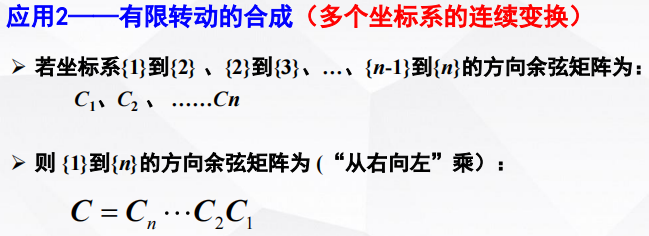 应用2——有限转动的合成（多个坐标系的连续变换）
➢ 若坐标系{1}到{2} 、{2}到{3}、…、{n-1}到{n}的方向余弦矩阵为：
C₁、C₂ 、 ……Cn
➢ 则 {1}到{n}的方向余弦矩阵为（“从右向左”乘）：
C = Cₙ ⋯ C₂C₁